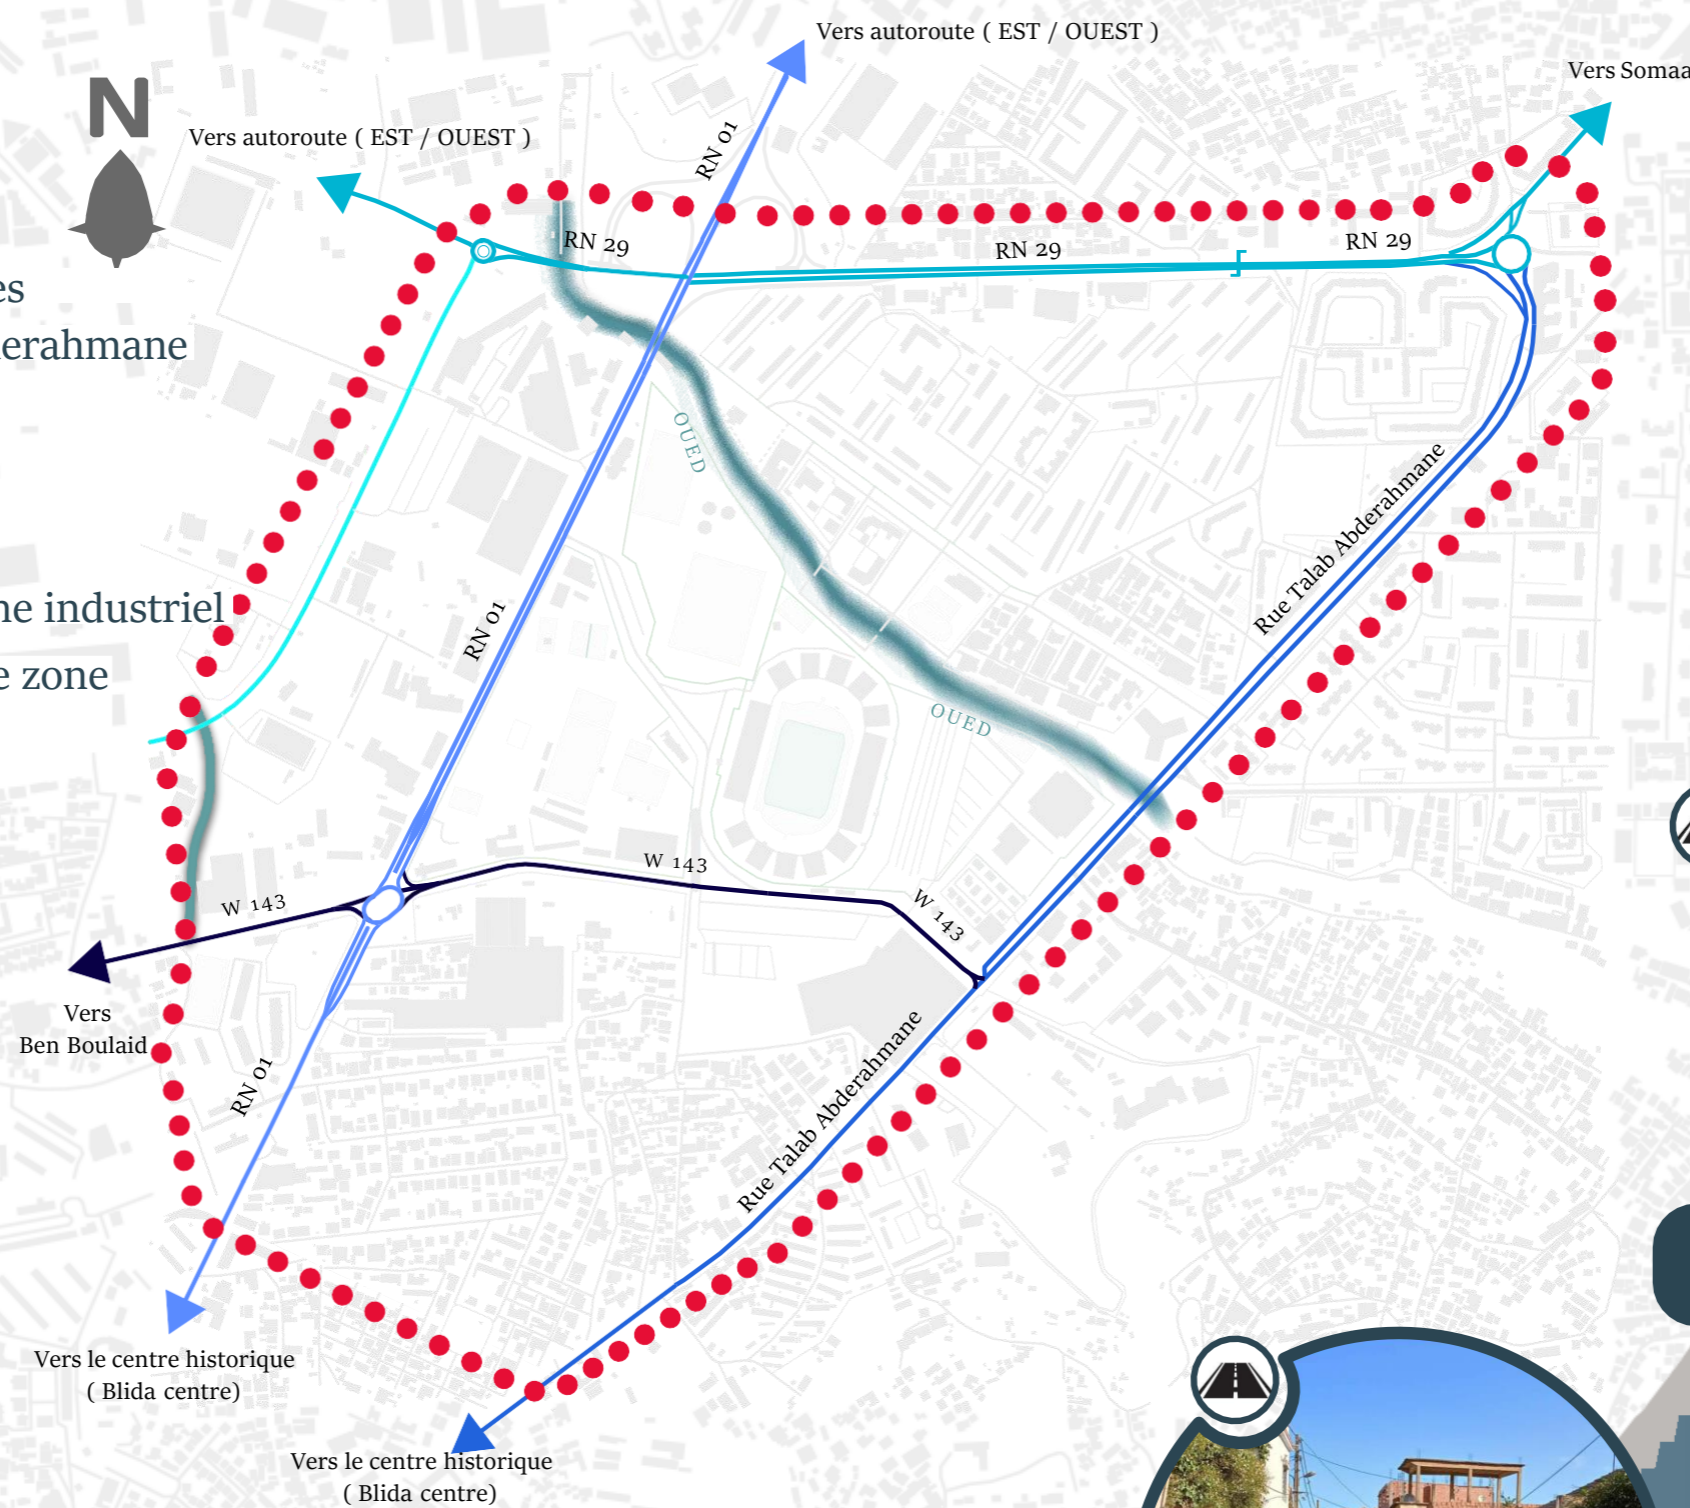 Vers autoroute ( EST / OUEST )
Vers Somaa
N
Vers autoroute ( EST / OUEST )
RN 01
RN 29
RN 29
RN 29
es
erahmane
OUED
Rue Talab Abderahmane
ne industriel
e zone
RN 01
OUED
W 143
W 143
W 143
Vers
Ben Boulaid
RN 01
Rue Talab Abderahmane
Vers le centre historique
( Blida centre)
Vers le centre historique
( Blida centre)